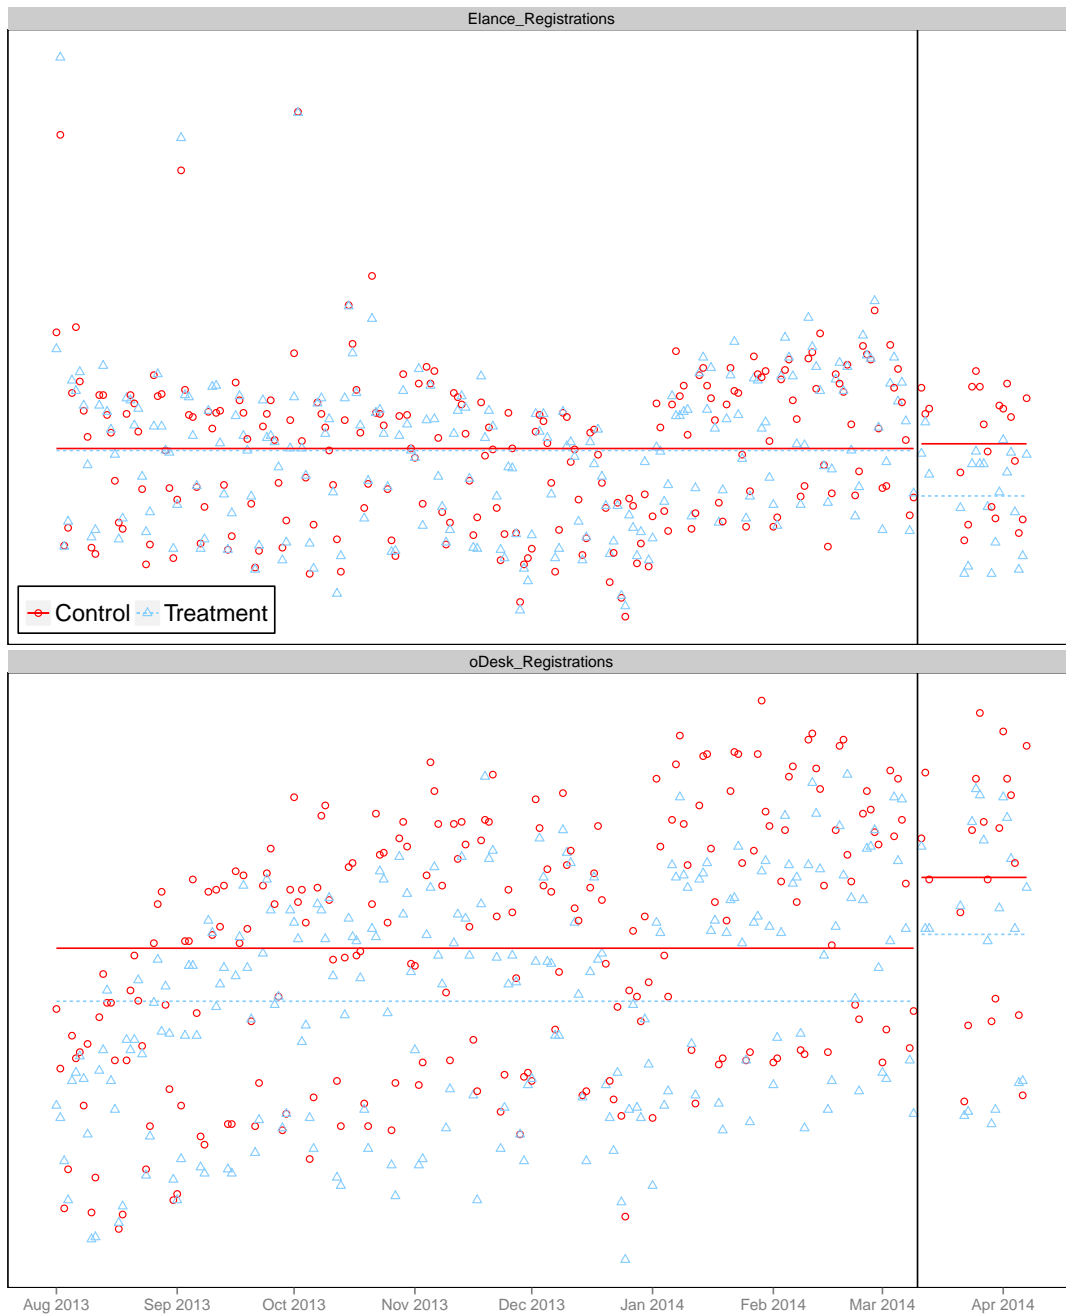 Elance_Registrations
Control Treatment
oDesk_Registrations
Aug 2013 Sep 2013 Oct 2013 Nov 2013 Dec 2013 Jan 2014 Feb 2014 Mar 2014 Apr 2014